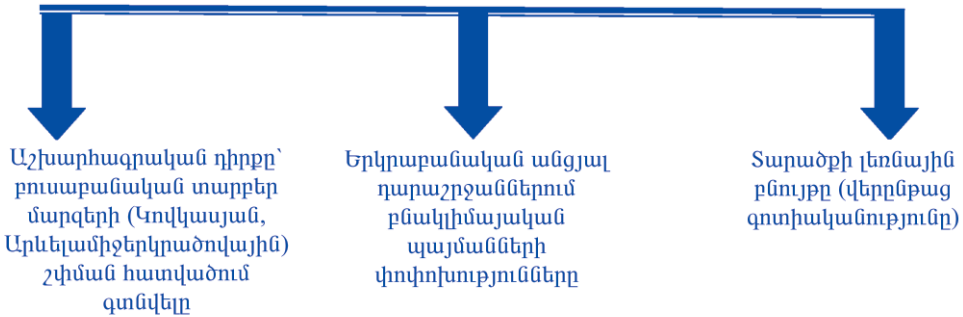 Աշխարհագրական դիրքը՝
բուսաբանական տարբեր
մարզերի (Կովկասյան,
Արևելամիջերկրածովային)
շփման հատվածում
գտնվելը
Երկրաբանական անցյալ
դարաշրջաններում
բնակլիմայական
պայմանների
փոփոխությունները
Տարածքի լեռնային
բնույթը (վերընթաց
գոտիականությունը)